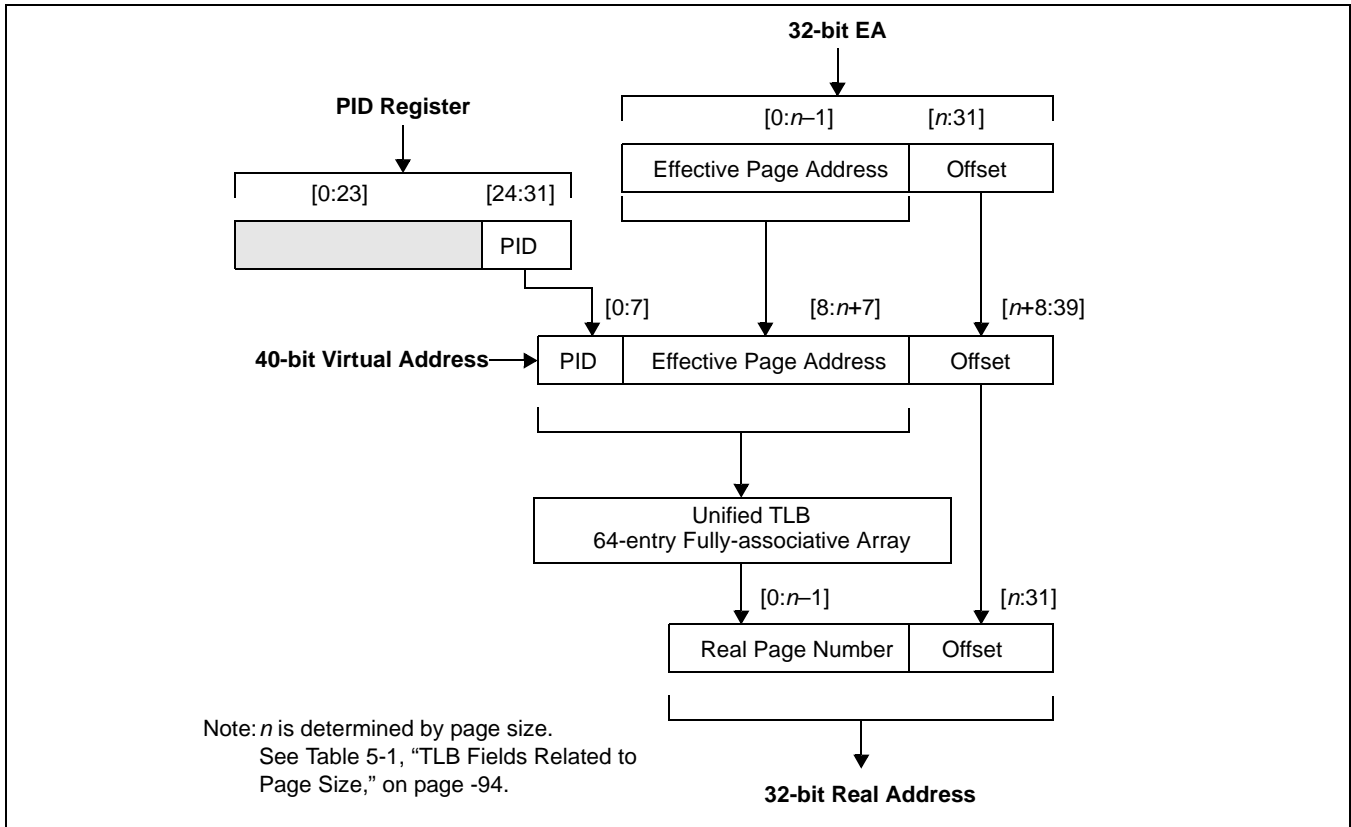 32-bit EA
PID Register
[0:n–1] [n:31]
Effective Page Address Offset
[0:23] [24:31]
PID
[0:7] [8:n+7] [n+8:39]
40-bit Virtual Address PID Effective Page Address Offset
Unified TLB
64-entry Fully-associative Array
[0:n–1] [n:31]
Real Page Number Offset
Note: n is determined by page size.
See Table 5-1, “TLB Fields Related to
Page Size,” on page -94.
32-bit Real Address